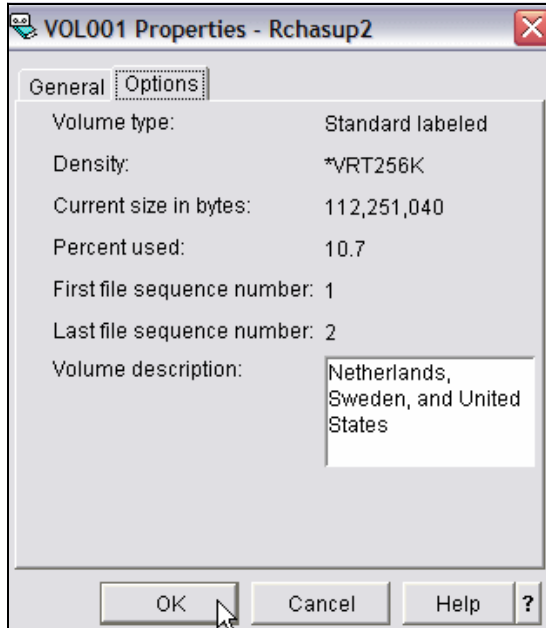 VOL001 Properties - Rchasup2
General Options
Volume type: Standard labeled
Density: *VRT256K
Current size in bytes: 112,251,040
Percent used: 10.7
First file sequence number: 1
Last file sequence number: 2
Volume description: Netherlands,
Sweden, and United
States
OK Cancel Help ?